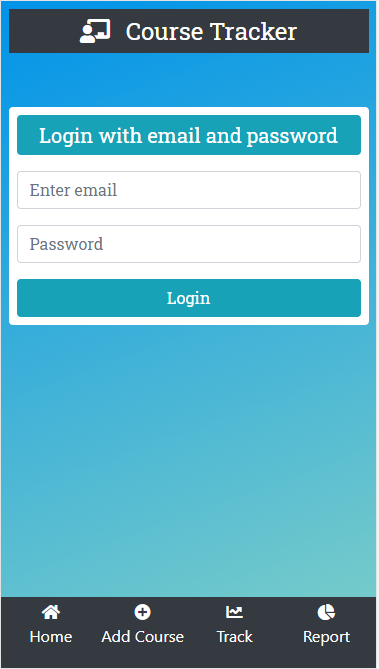 Course Tracker
Login with email and password
Enter email
Password
Login
Home Add Course Track Report